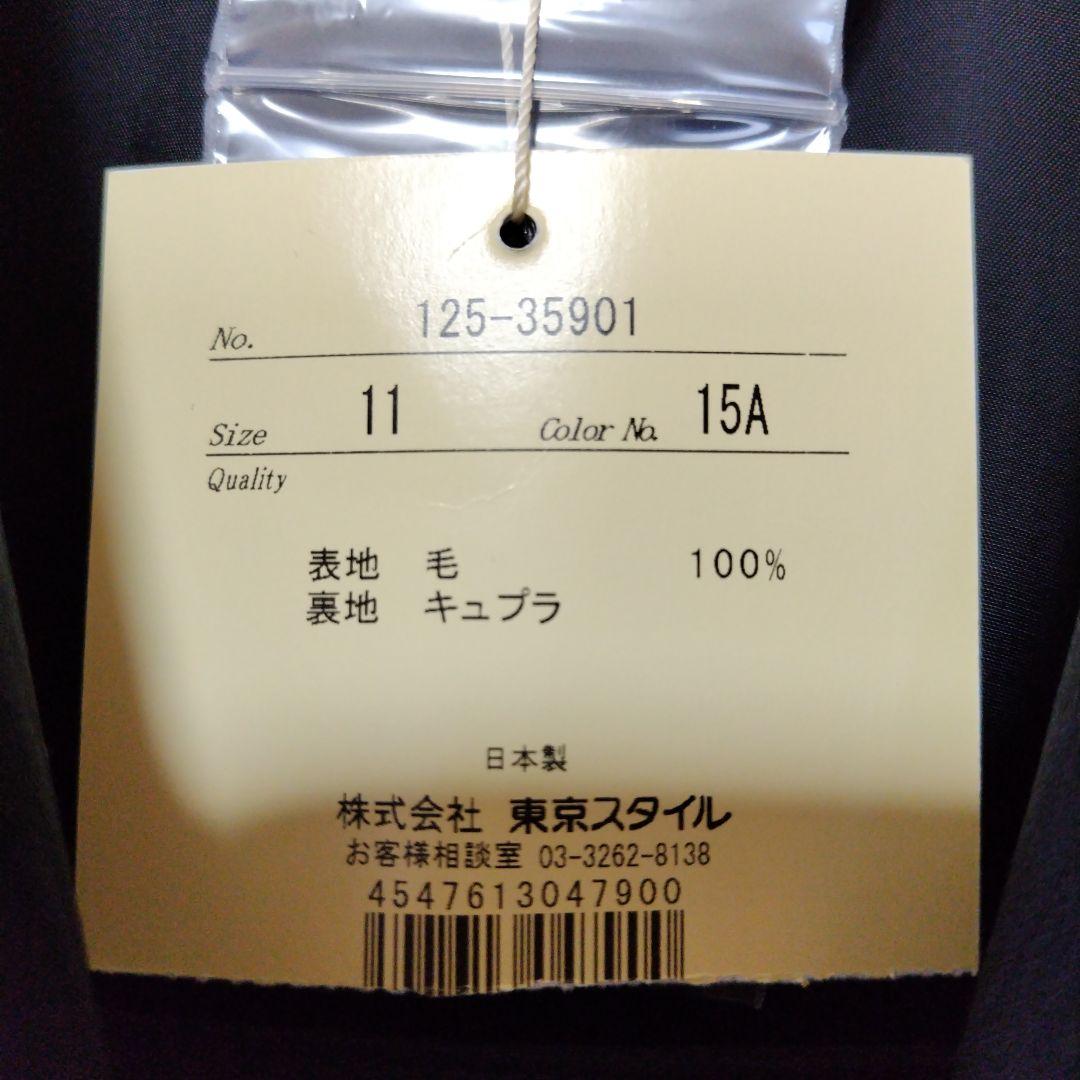 No. 125-35901
Size 11 Color No. 15A
Quality
表地 毛 100%
裏地 キュプラ
日本製
株式会社 東京スタイル
お客様相談室 03-3262-8138
4547613047900